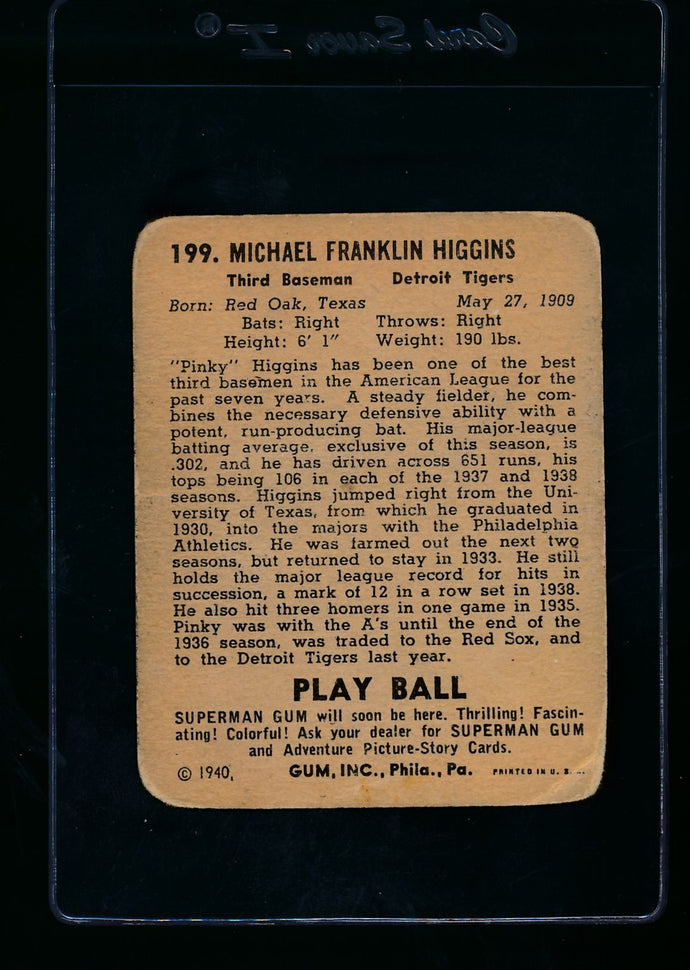 Card Saver I ®
199. MICHAEL FRANKLIN HIGGINS
Third Baseman Detroit Tigers
Born: Red Oak, Texas May 27, 1909
Bats: Right Throws: Right
Height: 6' 1" Weight: 190 lbs.
"Pinky" Higgins has been one of the best
third basemen in the American League for the
past seven years. A steady fielder, he com-
bines the necessary defensive ability with a
potent, run-producing bat. His major-league
batting average, exclusive of this season, is
.302, and he has driven across 651 runs, his
tops being 106 in each of the 1937 and 1938
seasons. Higgins jumped right from the Uni-
versity of Texas, from which he graduated in
1930, into the majors with the Philadelphia
Athletics. He was farmed out the next two
seasons, but returned to stay in 1933. He still
holds the major league record for hits in
succession, a mark of 12 in a row set in 1938.
He also hit three homers in one game in 1935.
Pinky was with the A's until the end of the
1936 season, was traded to the Red Sox, and
to the Detroit Tigers last year.
PLAY BALL
SUPERMAN GUM will soon be here. Thrilling! Fascin-
ating! Colorful! Ask your dealer for SUPERMAN GUM
and Adventure Picture-Story Cards.
© 1940, GUM, INC., Phila., Pa. PRINTED IN U. S.